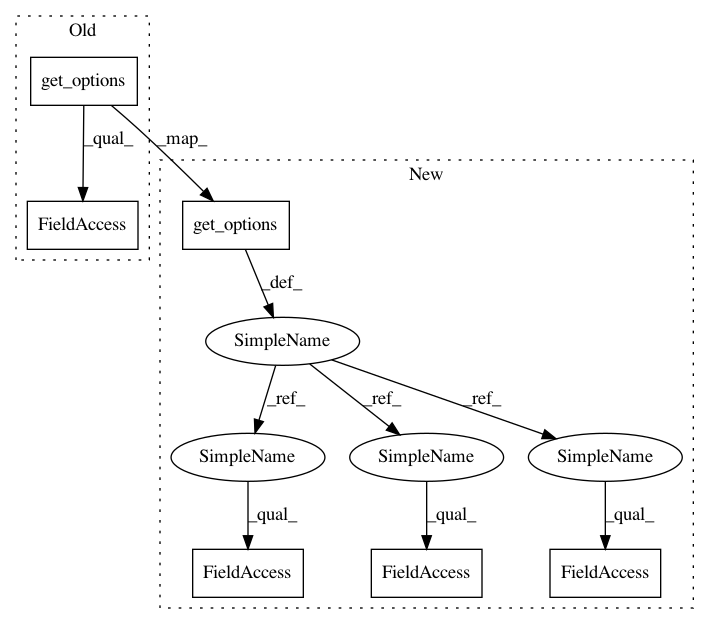 Old
get_options
_qual_
_map_
FieldAccess
New
get_options
_def_
SimpleName
_ref_ _ref_ _ref_
SimpleName SimpleName SimpleName
_qual_ _qual_ _qual_
FieldAccess FieldAccess FieldAccess